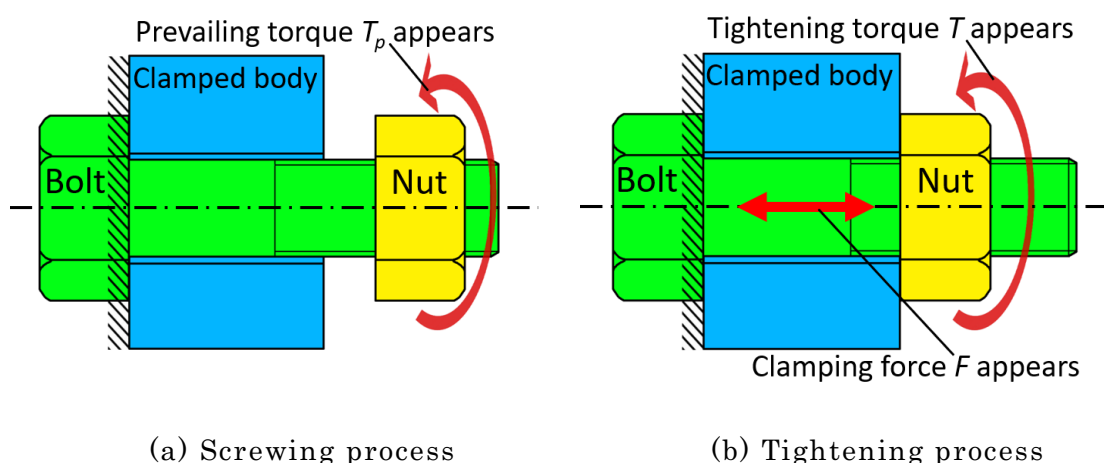 Prevailing torque Tp appears
Clamped body
Bolt
Nut
(a) Screwing process
Tightening torque T appears
Clamped body
Bolt
Nut
Clamping force F appears
(b) Tightening process